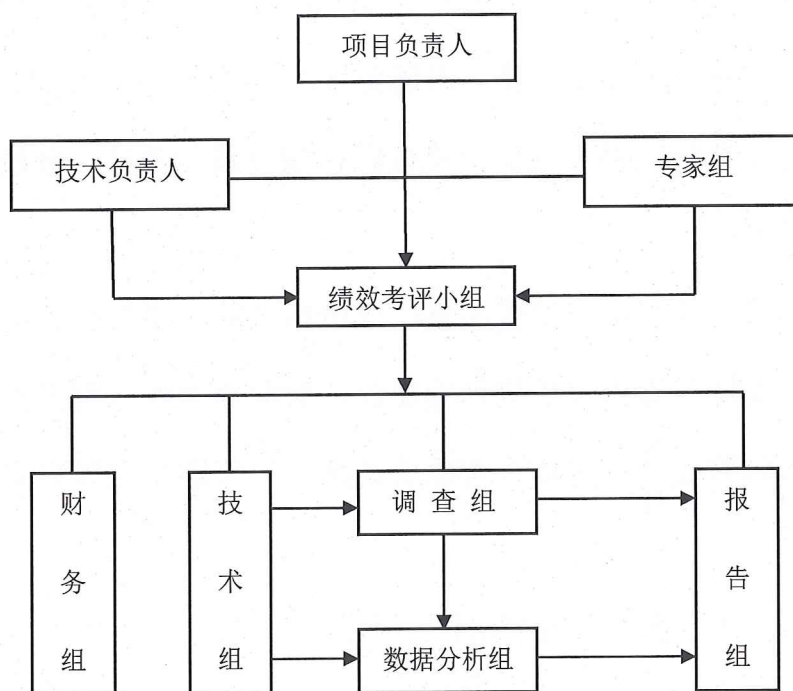 项目负责人
技术负责人
专家组
绩效考评小组
财务组
技术组
调 查 组
报告组
数据分析组